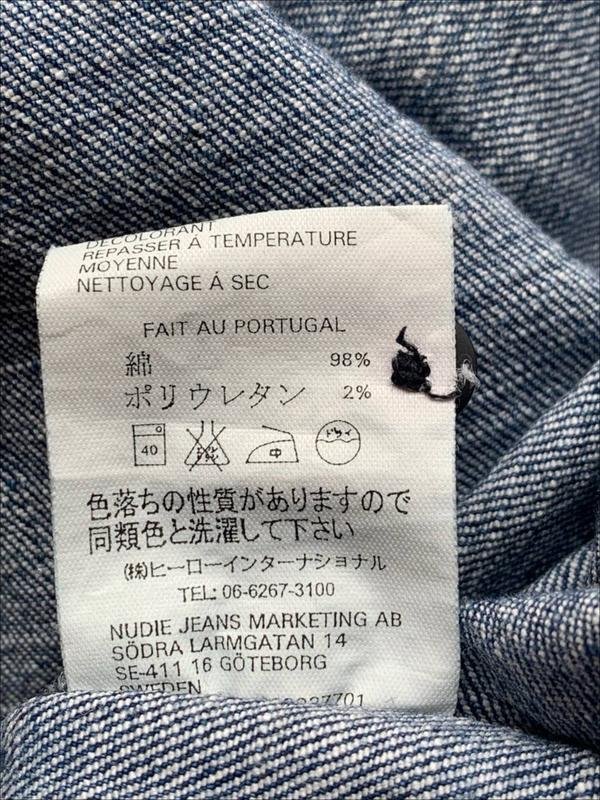 DÉCOLORANT
REPASSER Á TEMPERATURE
MOYENNE
NETTOYAGE Á SEC
FAIT AU PORTUGAL
綿 98%
ポリウレタン 2%
40 中 ドライ
色落ちの性質がありますので
同類色と洗濯して下さい
(株)ヒーローインターナショナル
TEL: 06-6267-3100
NUDIE JEANS MARKETING AB
SÖDRA LARMGATAN 14
SE-411 16 GÖTEBORG
SWEDEN